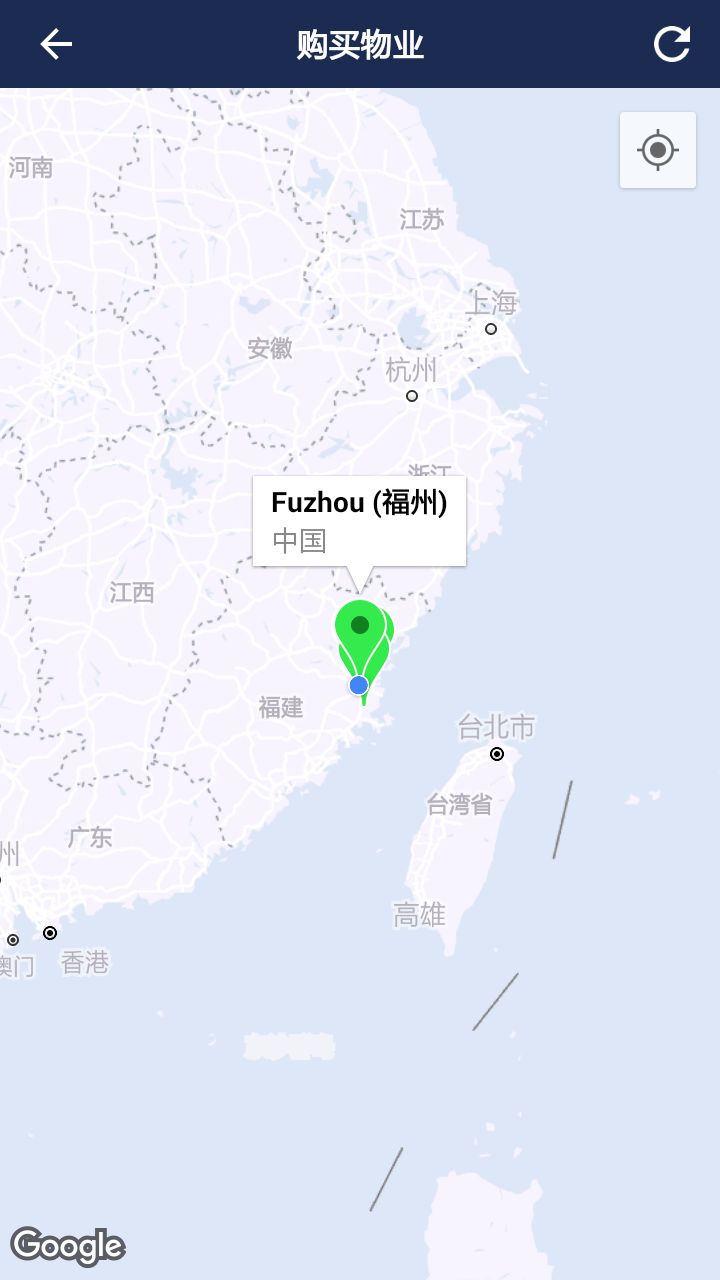 购买物业
河南
江苏
上海
安徽
杭州
浙江
Fuzhou (福州)
中国
江西
福建
台北市
台湾省
广东
州
高雄
香港
澳门
Google